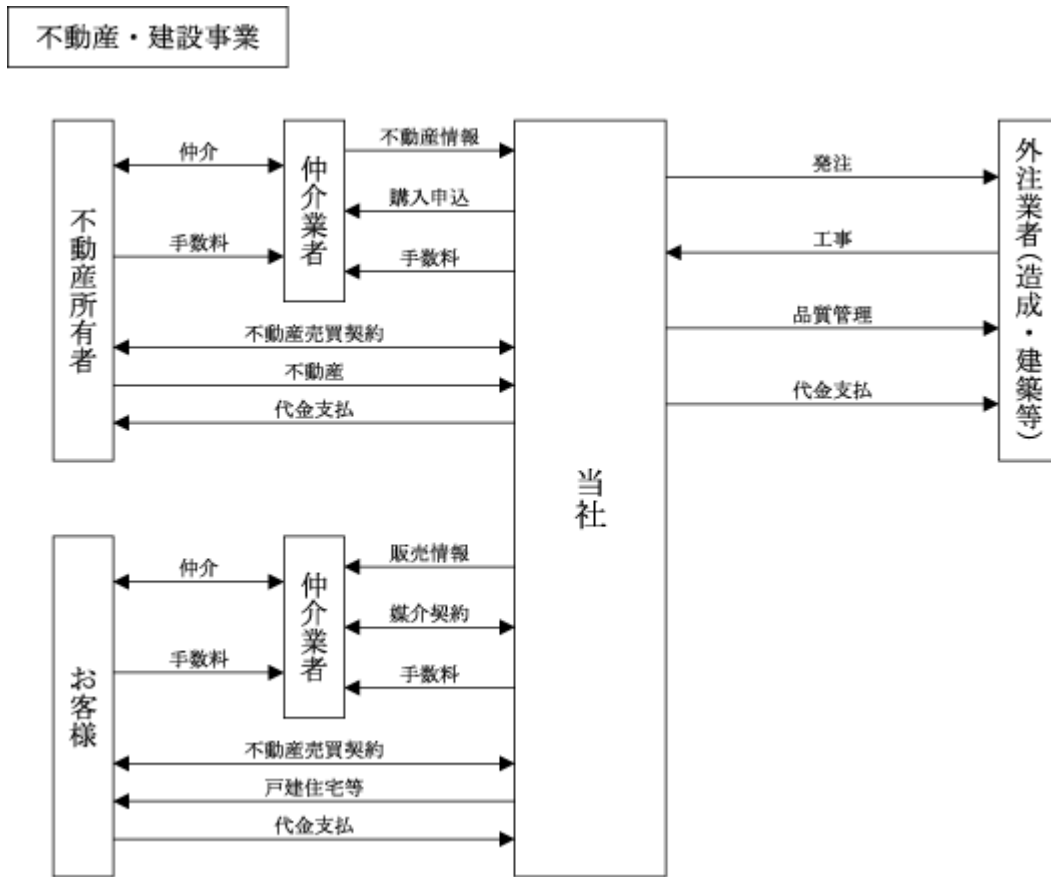 不動産・建設事業
不動産所有者
仲介
手数料
仲介業者
不動産情報
購入申込
手数料
不動産売買契約
不動産
代金支払
当社
発注
工事
品質管理
代金支払
外注業者(造成・建築等)
お客様
仲介
手数料
仲介業者
販売情報
媒介契約
手数料
不動産売買契約
戸建住宅等
代金支払